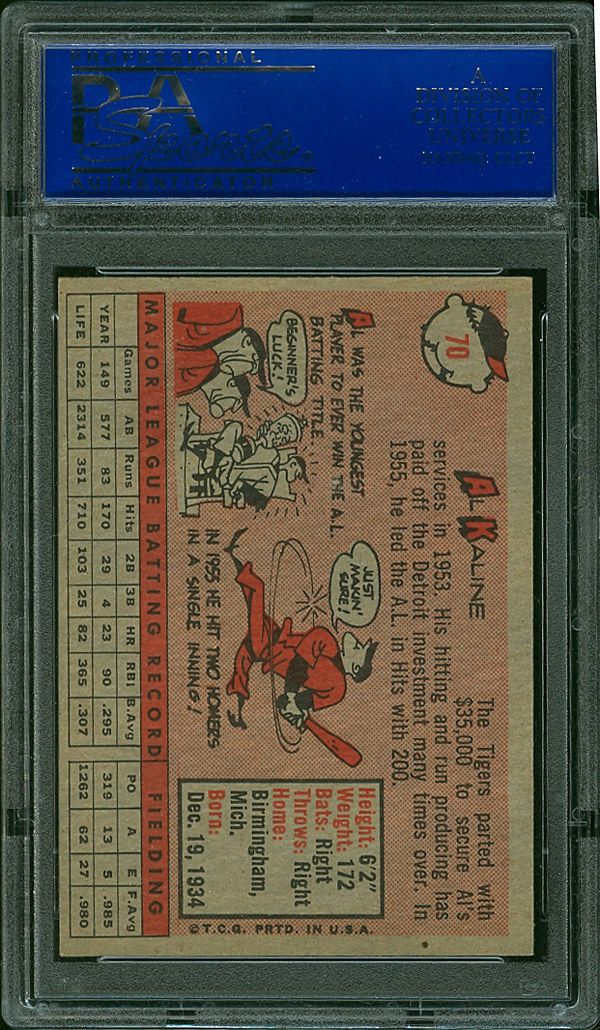 PROFESSIONAL
PSA
Sports
AUTHENTICATOR
A
DIVISION OF
COLLECTORS
UNIVERSE
NASDAQ: CLCT
70
AL KALINE
The Tigers parted with
$35,000 to secure Al's
services in 1953. His hitting and run producing has
paid off the Detroit investment many times over. In
1955, he led the A.L. in Hits with 200.
AL WAS THE YOUNGEST
PLAYER TO EVER WIN THE A.L.
BATTING TITLE...
BEGINNER'S
LUCK!
JUST
MAKIN'
SURE!
IN 1955 HE HIT TWO HOMERS
IN A SINGLE INNING!
Height: 6'2"
Weight: 172
Bats: Right
Throws: Right
Home:
Birmingham,
Mich.
Born:
Dec. 19, 1934
MAJOR LEAGUE BATTING RECORD FIELDING
Games AB Runs Hits 2B 3B HR RBI B.Avg PO A E F.Avg
YEAR 149 577 83 170 29 4 23 90 .295 319 13 5 .985
LIFE 622 2314 351 710 103 25 82 365 .307 1262 62 27 .980
©T.C.G. PRTD. IN U.S.A.